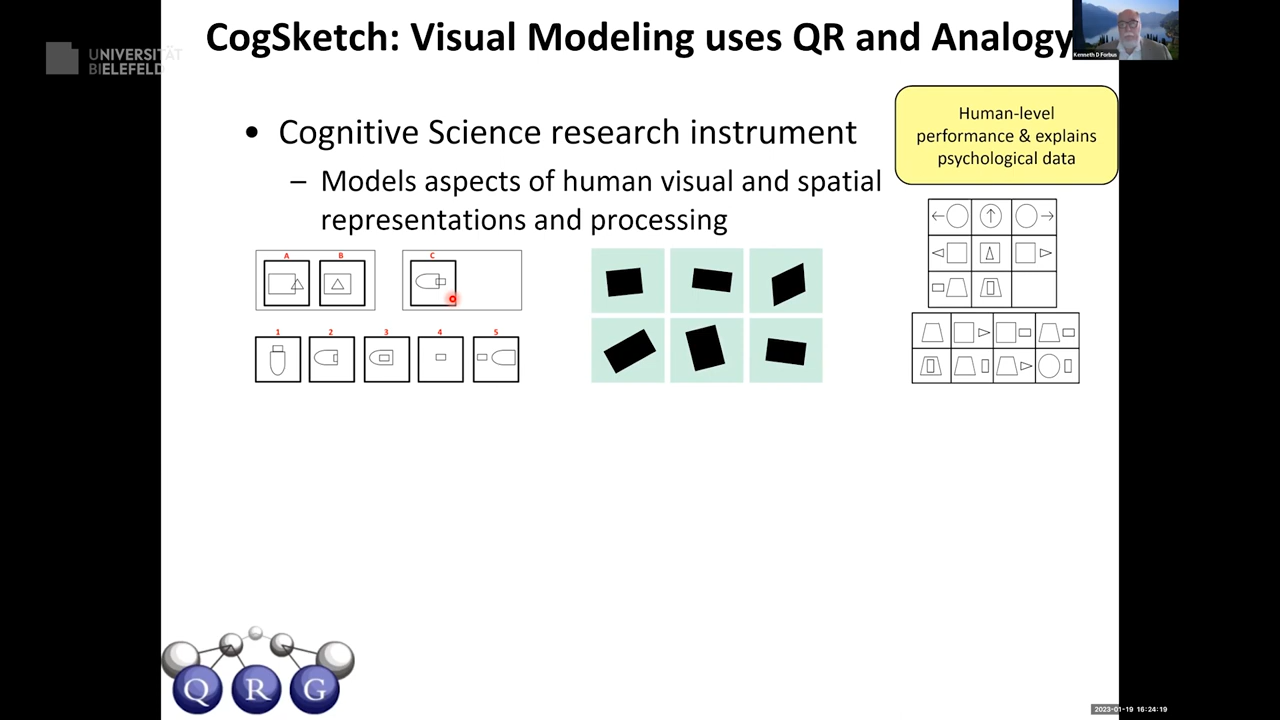 CogSketch: Visual Modeling uses QR and Analogy
UNIVERSITÄT
BIELEFELD
Kenneth D Forbus
Human-level
performance & explains
psychological data
• Cognitive Science research instrument
– Models aspects of human visual and spatial
representations and processing
A B C
1 2 3 4 5
Q R G
2023-01-19 16:24:19